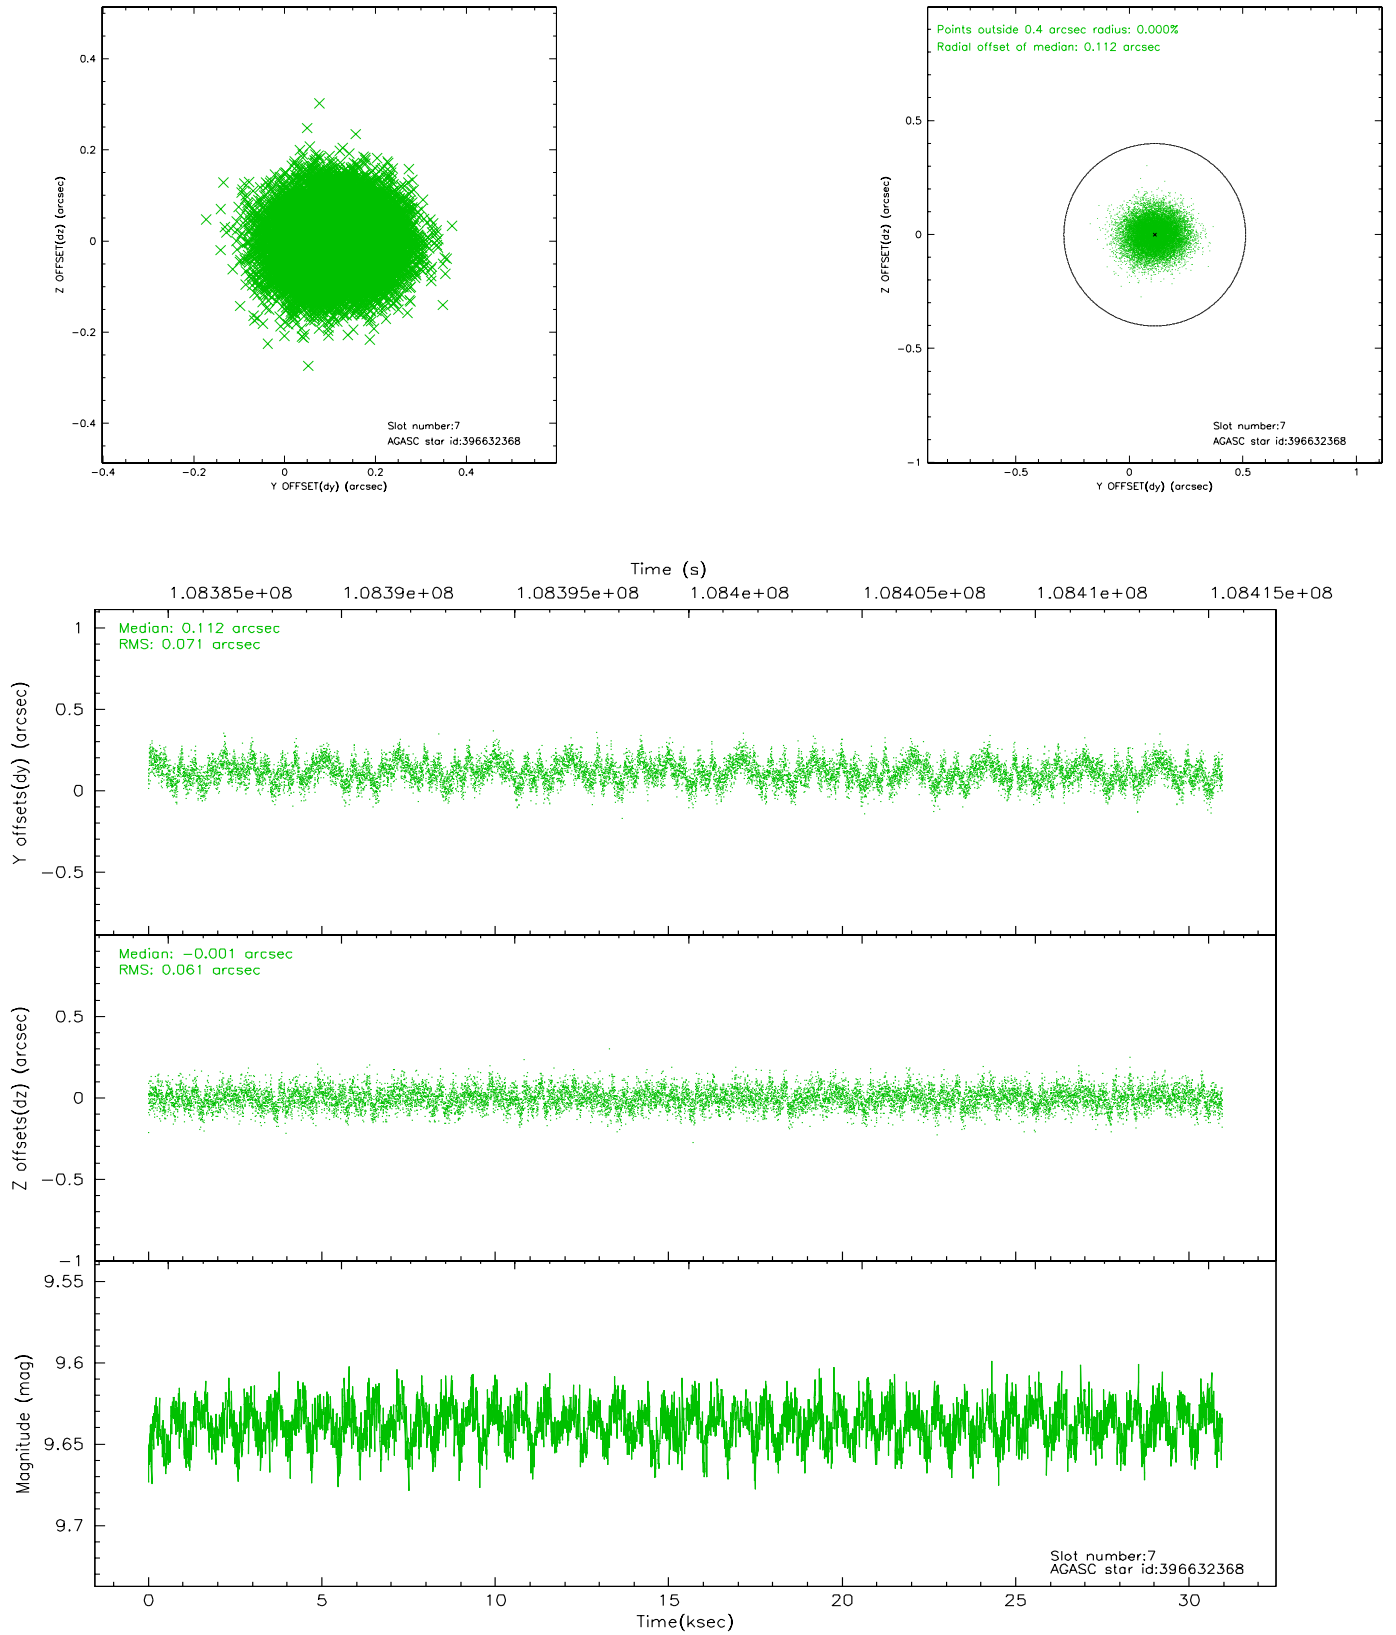 0.4
0.2
0
−0.2
−0.4
Z OFFSET(dz) (arcsec)
Slot number:7
AGASC star id:396632368
−0.4
−0.2
0
0.2
0.4
Y OFFSET(dy) (arcsec)
Points outside 0.4 arcsec radius: 0.000%
Radial offset of median: 0.112 arcsec
0.5
0
−0.5
−1
Z OFFSET(dz) (arcsec)
Slot number:7
AGASC star id:396632368
−0.5
0
0.5
1
Y OFFSET(dy) (arcsec)
Time (s)
1.08385e+08
1.0839e+08
1.08395e+08
1.084e+08
1.08405e+08
1.0841e+08
1.08415e+08
Median: 0.112 arcsec
RMS: 0.071 arcsec
1
0.5
0
−0.5
Y offsets(dy) (arcsec)
Median: −0.001 arcsec
RMS: 0.061 arcsec
0.5
0
−0.5
−1
Z offsets(dz) (arcsec)
9.55
9.6
9.65
9.7
Magnitude (mag)
Slot number:7
AGASC star id:396632368
0
5
10
15
20
25
30
Time(ksec)